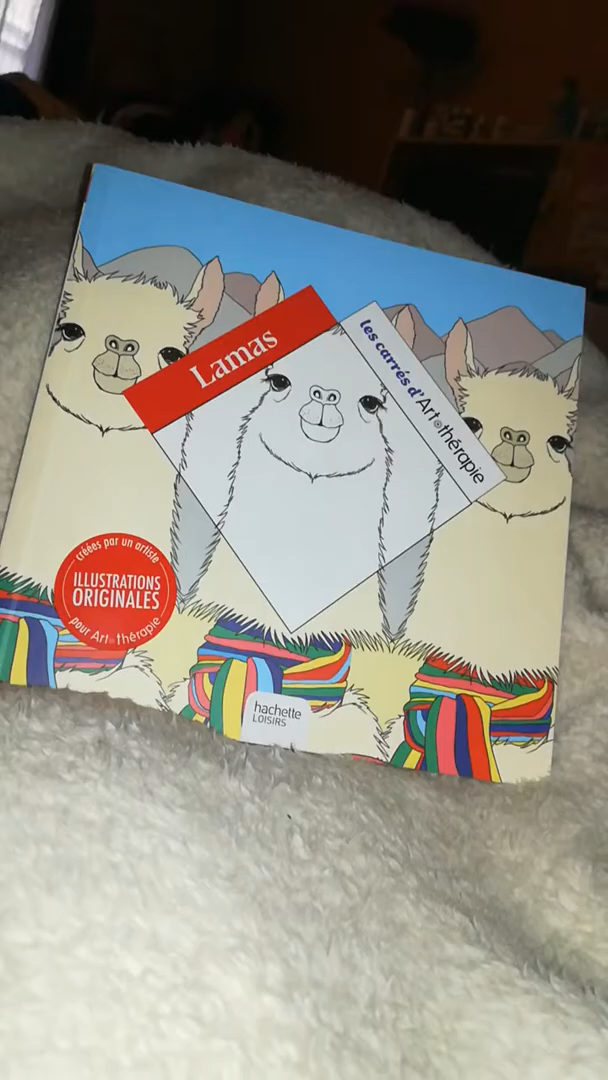 Lamas
les carrés d'Art thérapie
créées par un artiste
ILLUSTRATIONS
ORIGINALES
pour Art thérapie
hachette
LOISIRS